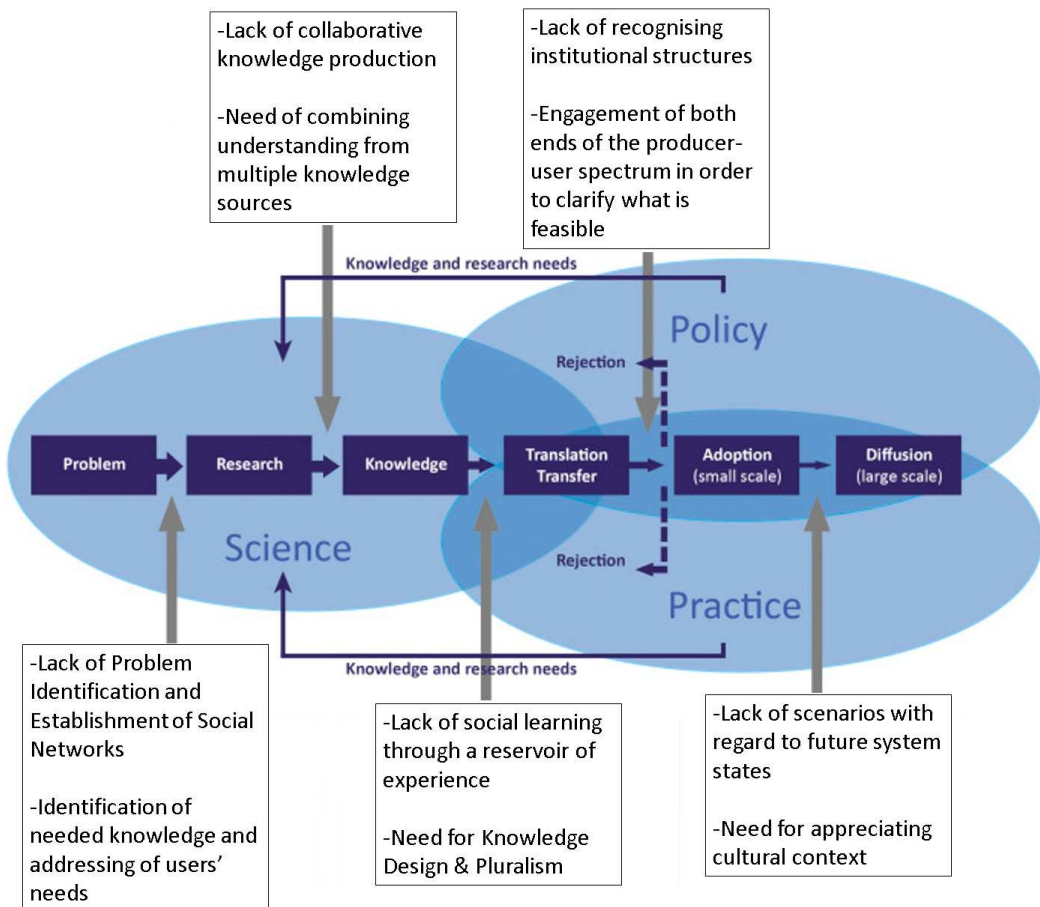 -Lack of collaborative
knowledge production
-Need of combining
understanding from
multiple knowledge
sources
-Lack of recognising
institutional structures
-Engagement of both
ends of the producer-
user spectrum in order
to clarify what is
feasible
Knowledge and research needs
Policy
Rejection
Problem
Research
Knowledge
Translation
Transfer
Adoption
(small scale)
Diffusion
(large scale)
Science
Rejection
Practice
Knowledge and research needs
-Lack of Problem
Identification and
Establishment of Social
Networks
-Identification of
needed knowledge and
addressing of users’
needs
-Lack of social learning
through a reservoir of
experience
-Need for Knowledge
Design & Pluralism
-Lack of scenarios with
regard to future system
states
-Need for appreciating
cultural context